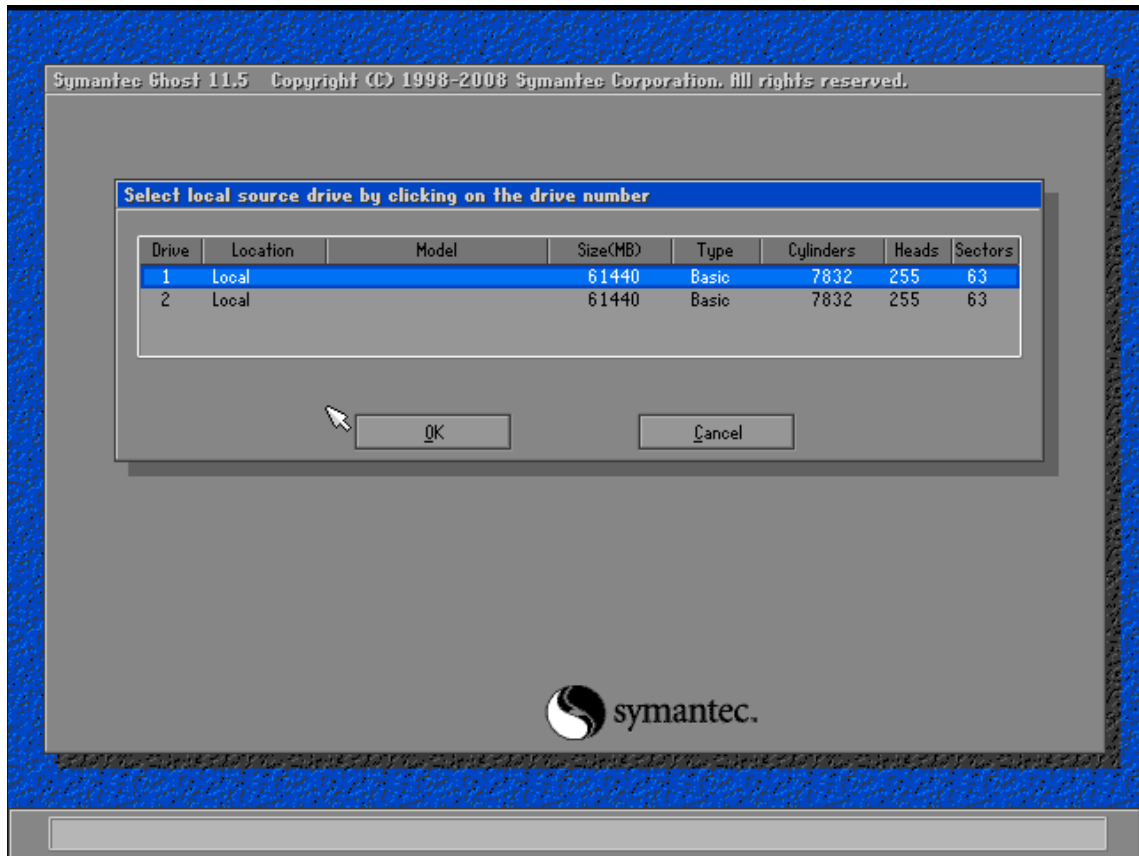 Symantec Ghost 11.5 Copyright (C) 1998-2008 Symantec Corporation. All rights reserved.
Select local source drive by clicking on the drive number
Drive Location Model Size(MB) Type Cylinders Heads Sectors
1 Local 61440 Basic 7832 255 63
2 Local 61440 Basic 7832 255 63
OK Cancel
symantec.